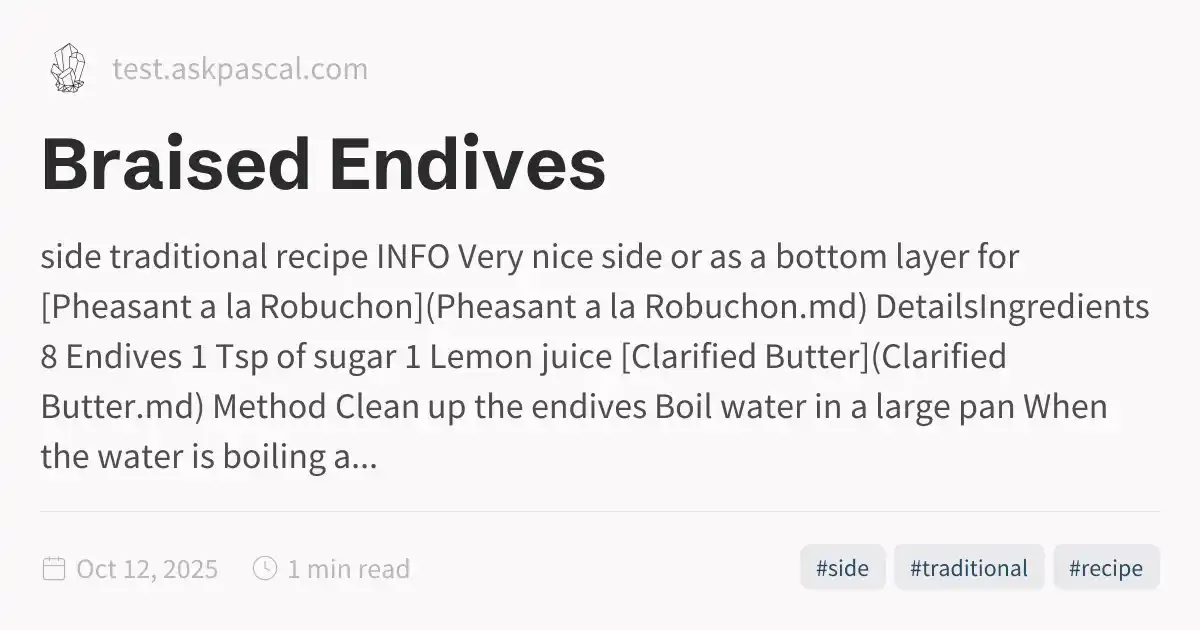 test.askpascal.com
Braised Endives
side traditional recipe INFO Very nice side or as a bottom layer for
[Pheasant a la Robuchon](Pheasant a la Robuchon.md) DetailsIngredients
8 Endives 1 Tsp of sugar 1 Lemon juice [Clarified Butter](Clarified
Butter.md) Method Clean up the endives Boil water in a large pan When
the water is boiling a...
Oct 12, 2025 1 min read #side #traditional #recipe